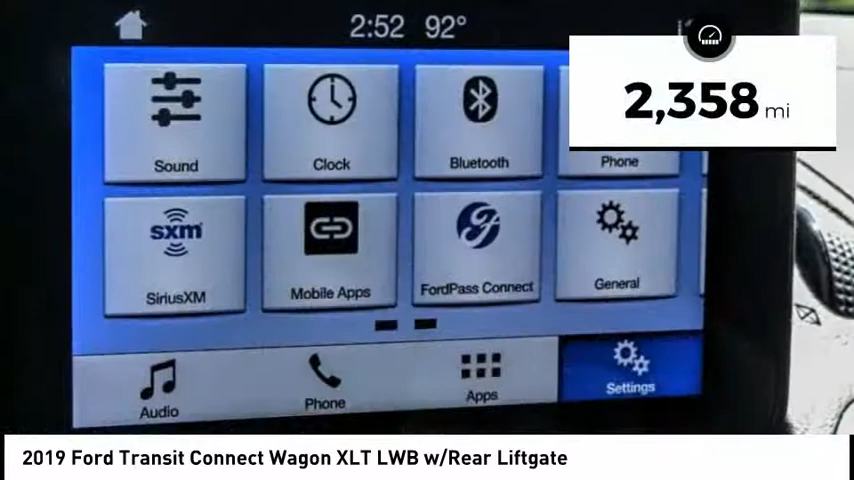 2:52 92°
2,358 mi
Sound Clock Bluetooth Phone
sxm
SiriusXM Mobile Apps FordPass Connect General
Audio Phone Apps Settings
2019 Ford Transit Connect Wagon XLT LWB w/Rear Liftgate